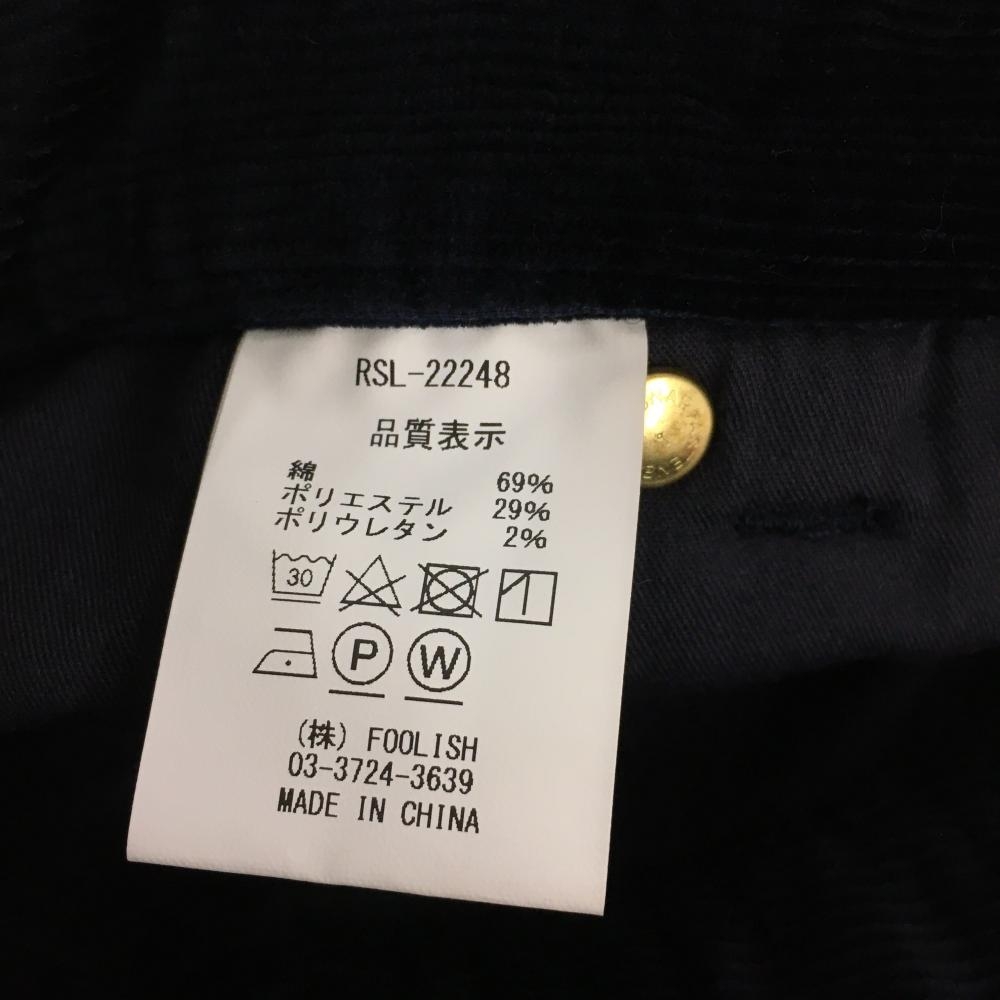 RSL-22248
品質表示
綿 69%
ポリエステル 29%
ポリウレタン 2%
30
P W
(株) FOOLISH
03-3724-3639
MADE IN CHINA